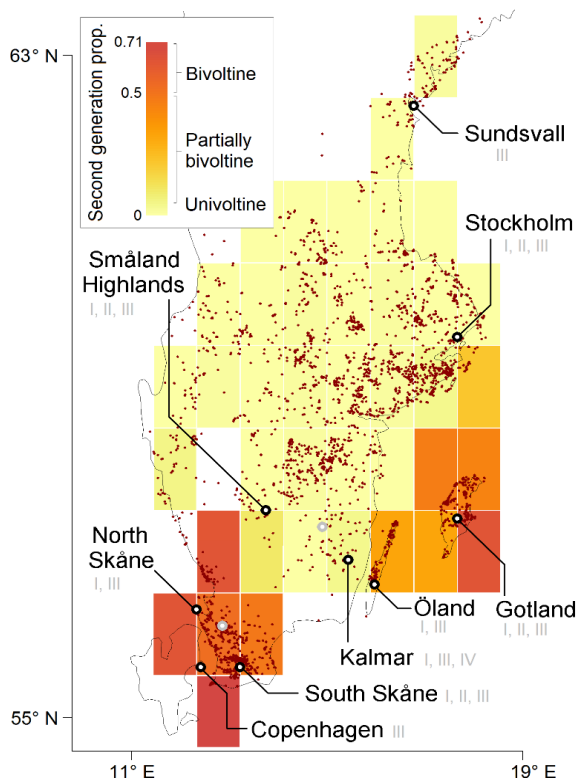 63° N
Second generation prop.
0.71
0.5
0
Bivoltine
Partially
bivoltine
Univoltine
Sundsvall
III
Stockholm
I, II, III
Småland
Highlands
I, II, III
North
Skåne
I, III
Öland
I, III
Gotland
I, II, III
Kalmar I, III, IV
South Skåne I, II, III
Copenhagen III
55° N
11° E
19° E